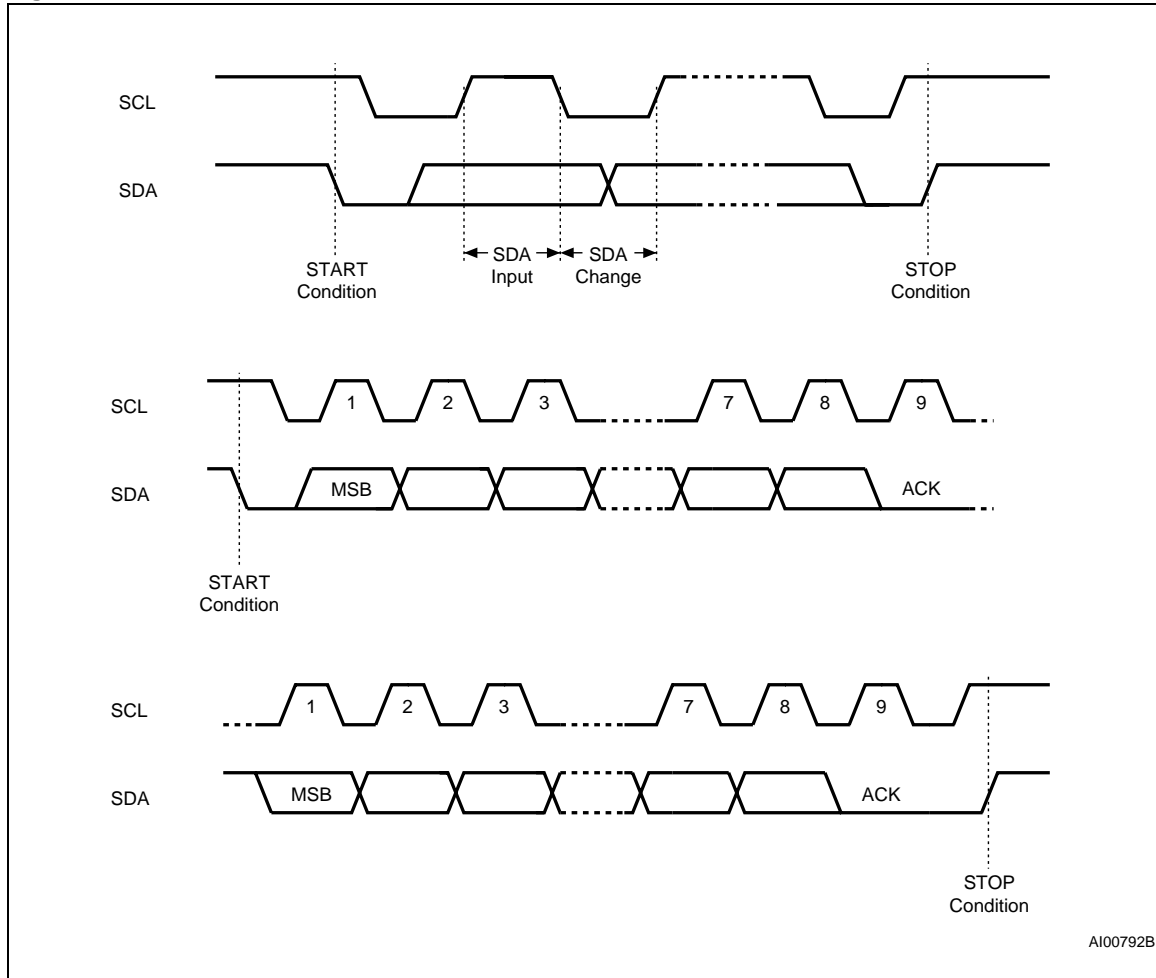 SCL
SDA
START
Condition
SDA
Input
SDA
Change
STOP
Condition
SCL
1 2 3 7 8 9
SDA
MSB ACK
START
Condition
SCL
1 2 3 7 8 9
SDA
MSB ACK
STOP
Condition
AI00792B